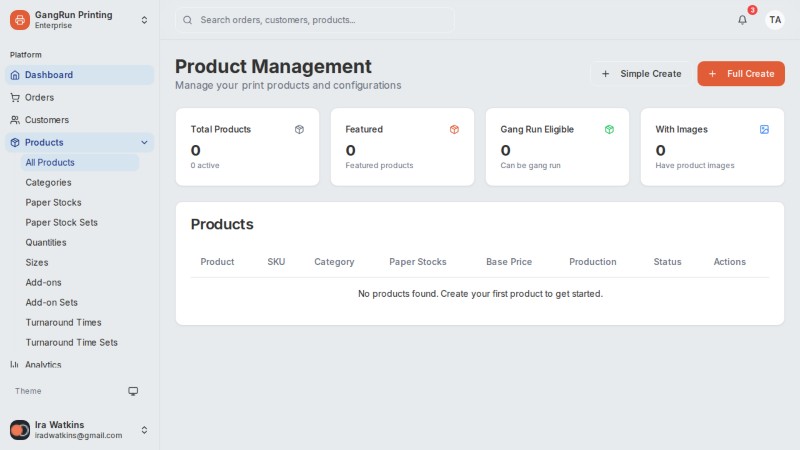 GangRun Printing
Enterprise
Platform
Dashboard
Orders
Customers
Products
All Products
Categories
Paper Stocks
Paper Stock Sets
Quantities
Sizes
Add-ons
Add-on Sets
Turnaround Times
Turnaround Time Sets
Analytics
Theme
Ira Watkins
iradwatkins@gmail.com
Search orders, customers, products...
3
TA
Product Management
Manage your print products and configurations
Simple Create
Full Create
Total Products
0
0 active
Featured
0
Featured products
Gang Run Eligible
0
Can be gang run
With Images
0
Have product images
Products
Product SKU Category Paper Stocks Base Price Production Status Actions
No products found. Create your first product to get started.